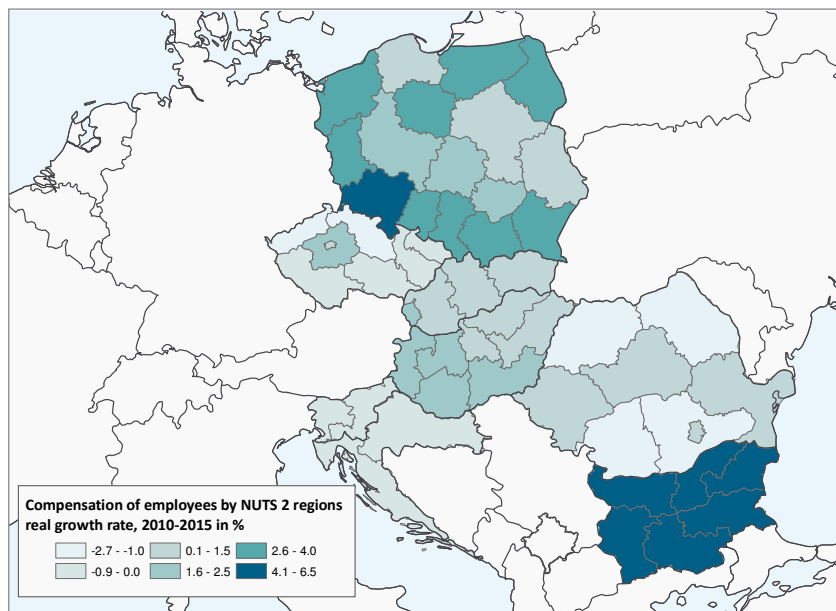 Compensation of employees by NUTS 2 regions
real growth rate, 2010-2015 in %
-2.7 - -1.0 0.1 - 1.5 2.6 - 4.0
-0.9 - 0.0 1.6 - 2.5 4.1 - 6.5